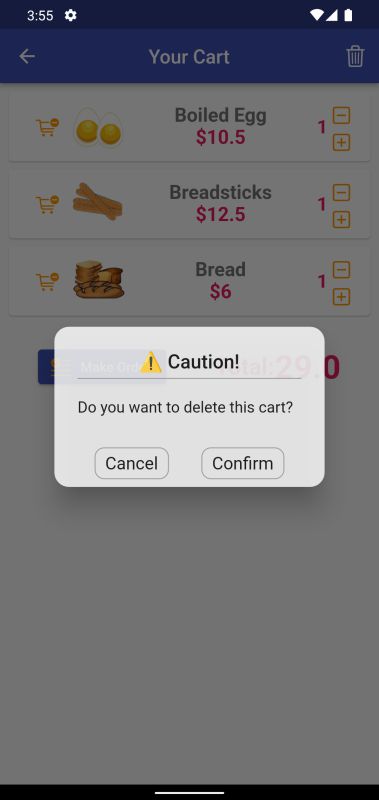 3:55
Your Cart
Boiled Egg
$10.5
1
Breadsticks
$12.5
1
Bread
$6
1
Make Order
Total:29.0
⚠️ Caution!
Do you want to delete this cart?
Cancel
Confirm